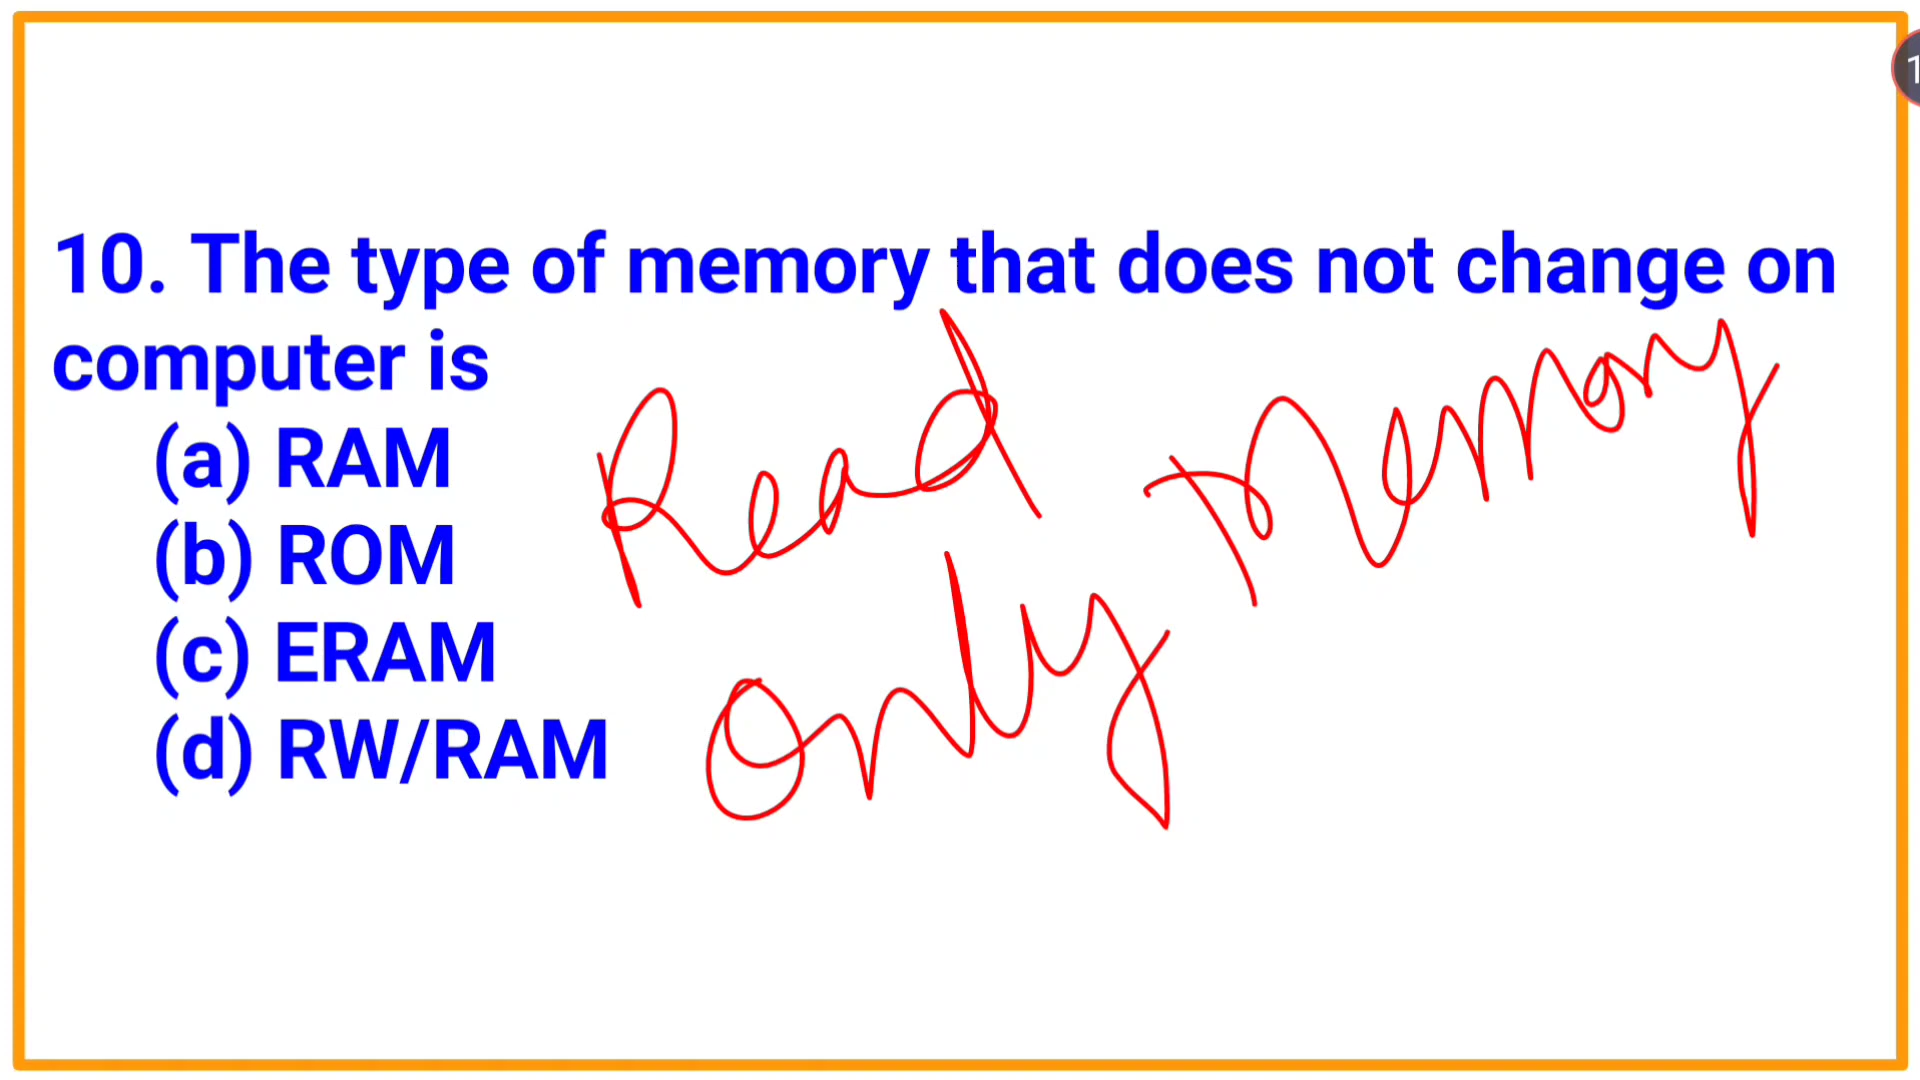 10. The type of memory that does not change on
computer is
(a) RAM
(b) ROM
(c) ERAM
(d) RW/RAM
Read
only
Memory
1